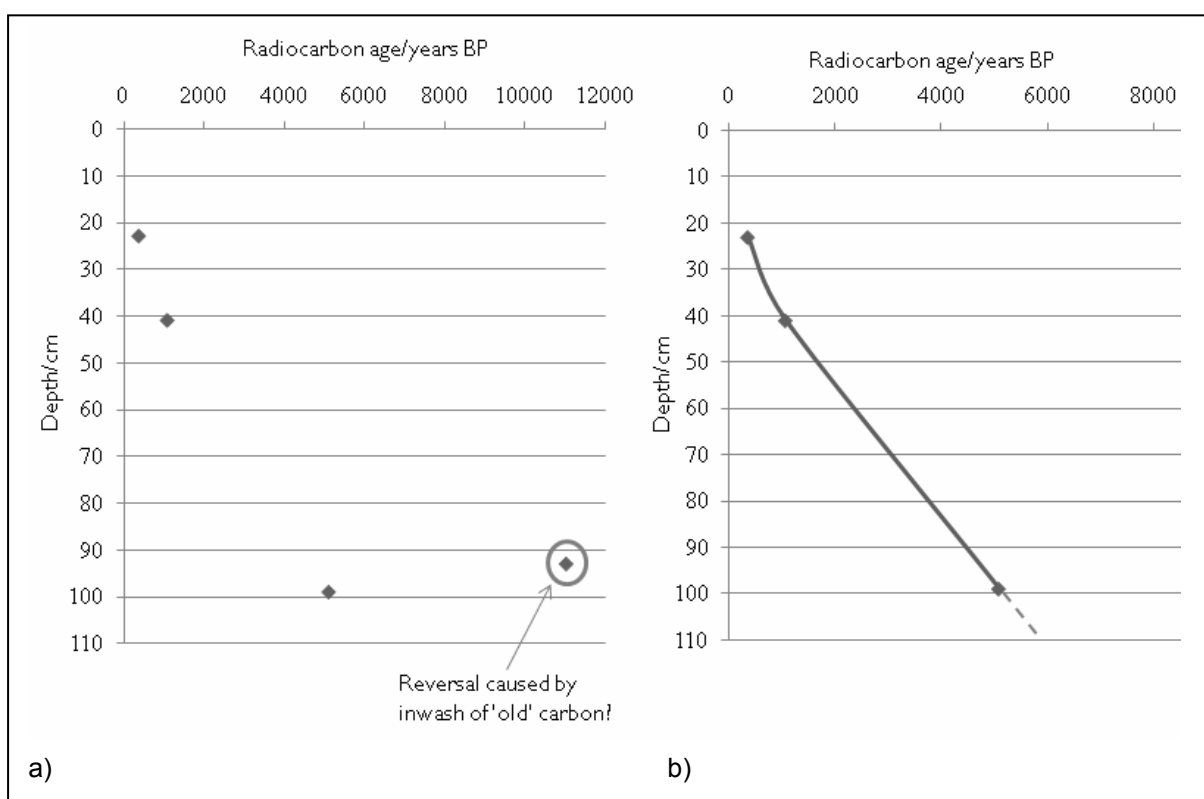 Radiocarbon age/years BP
0 2000 4000 6000 8000 10000 12000
0
10
20
30
40
50
60
70
80
90
100
110
Depth/cm
Reversal caused by
inwash of 'old' carbon?
a)
Radiocarbon age/years BP
0 2000 4000 6000 8000
0
10
20
30
40
50
60
70
80
90
100
110
Depth/cm
b)